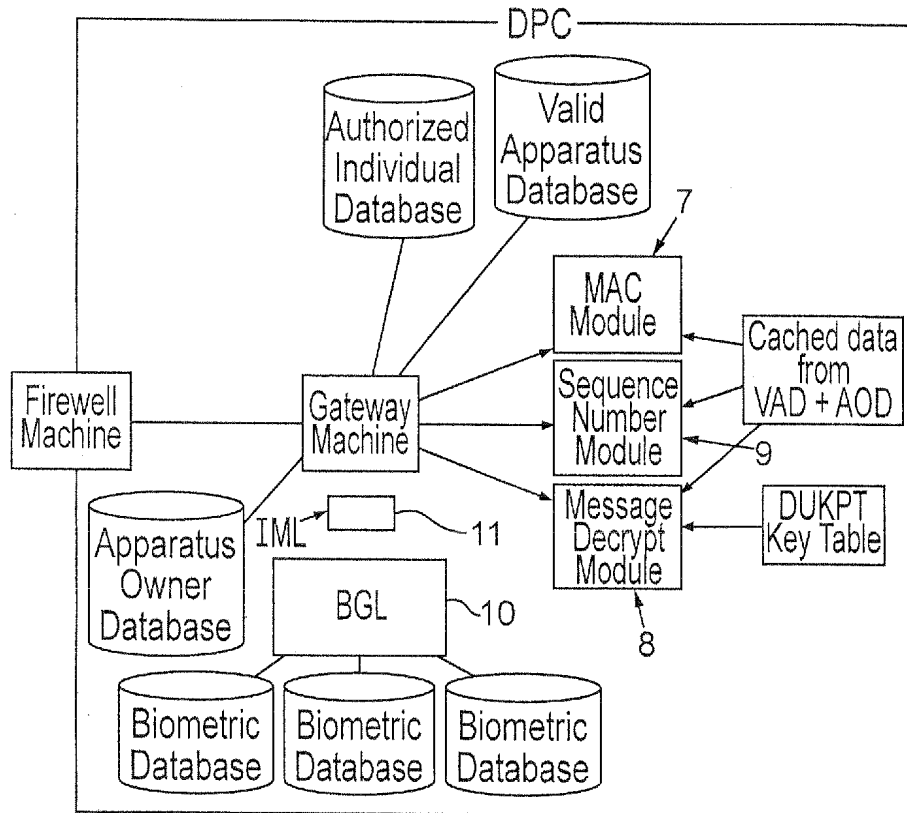 DPC
Authorized
Individual
Database
Valid
Apparatus
Database
7
MAC
Module
Cached data
from
VAD + AOD
Firewell
Machine
Gateway
Machine
Sequence
Number
Module
9
Apparatus
Owner
Database
IML
11
Message
Decrypt
Module
DUKPT
Key Table
BGL
10
8
Biometric
Database
Biometric
Database
Biometric
Database